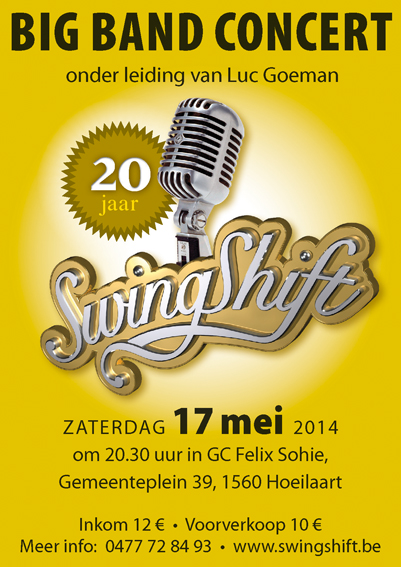 BIG BAND CONCERT
onder leiding van Luc Goeman
20
jaar
SwingShift
ZATERDAG 17 mei 2014
om 20.30 uur in GC Felix Sohie,
Gemeenteplein 39, 1560 Hoeilaart
Inkom 12 € • Voorverkoop 10 €
Meer info: 0477 72 84 93 • www.swingshift.be